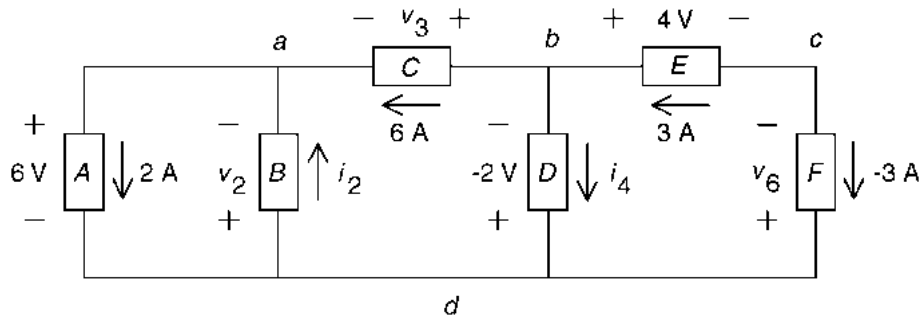 − v3 + + 4 V −
a b c
C E
6 A 3 A
+ − − −
6 V A 2 A v2 B i2 -2 V D i4 v6 F -3 A
− + + +
d